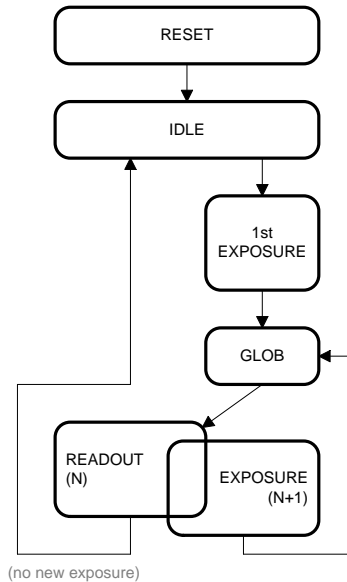 RESET
IDLE
1st
EXPOSURE
GLOB
READOUT
(N)
EXPOSURE
(N+1)
(no new exposure)